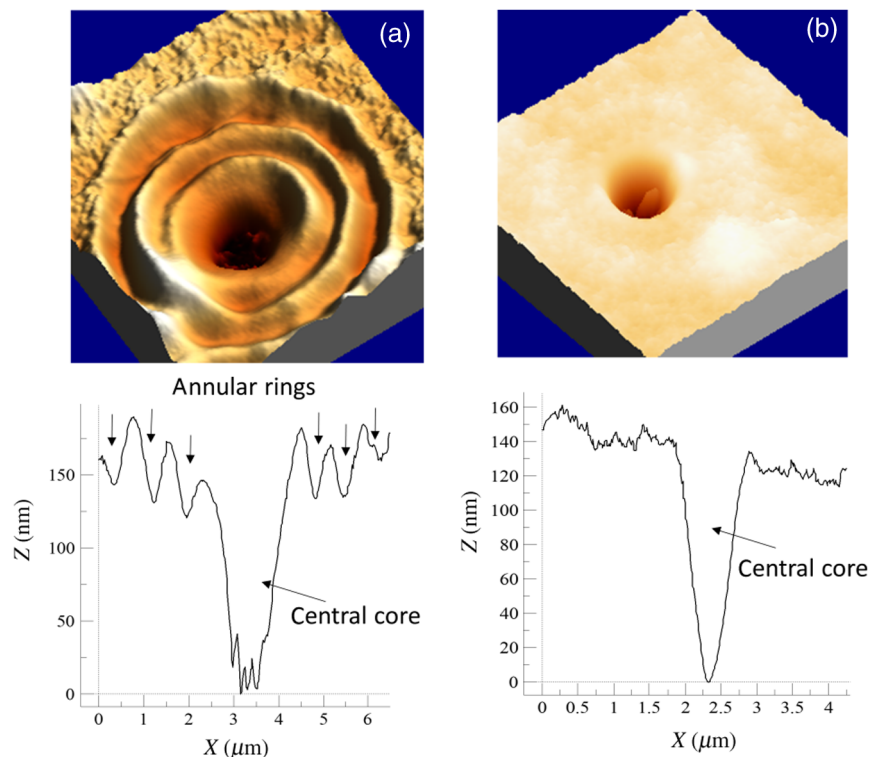 (a)
(b)
Annular rings
150
100
50
0
Z (nm)
Central core
0 1 2 3 4 5 6
X (μm)
160
140
120
100
80
60
40
20
0
Z (nm)
Central core
0 0.5 1 1.5 2 2.5 3 3.5 4
X (μm)